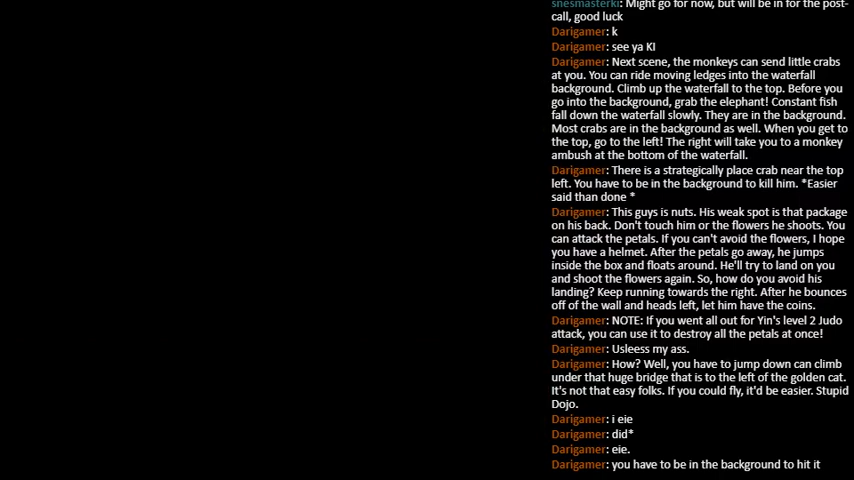 snesmasterki: Might go for now, but will be in for the post-
call, good luck
Darigamer: k
Darigamer: see ya KI
Darigamer: Next scene, the monkeys can send little crabs
at you. You can ride moving ledges into the waterfall
background. Climb up the waterfall to the top. Before you
go into the background, grab the elephant! Constant fish
fall down the waterfall slowly. They are in the background.
Most crabs are in the background as well. When you get to
the top, go to the left! The right will take you to a monkey
ambush at the bottom of the waterfall.
Darigamer: There is a strategically place crab near the top
left. You have to be in the background to kill him. *Easier
said than done *
Darigamer: This guy is nuts. His weak spot is that package
on his back. Don't touch him or the flowers he shoots. You
can attack the petals. If you can't avoid the flowers, I hope
you have a helmet. After the petals go away, he jumps
inside the box and floats around. He'll try to land on you
and shoot the flowers again. So, how do you avoid his
landing? Keep running towards the right. After he bounces
off of the wall and heads left, let him have the coins.
Darigamer: NOTE: If you went all out for Yin's level 2 Judo
attack, you can use it to destroy all the petals at once!
Darigamer: Usleess my ass.
Darigamer: How? Well, you have to jump down can climb
under that huge bridge that is to the left of the golden cat.
It's not that easy folks. If you could fly, it'd be easier. Stupid
Dojo.
Darigamer: i eie
Darigamer: did*
Darigamer: eie.
Darigamer: you have to be in the background to hit it